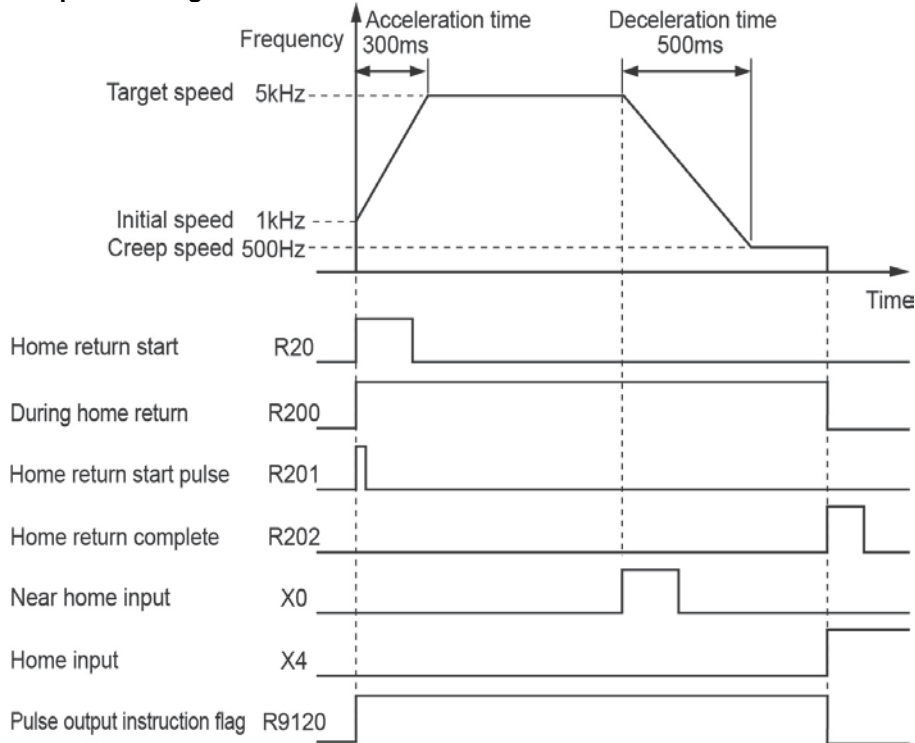 Acceleration time
300ms
Deceleration time
500ms
Frequency
Target speed 5kHz
Initial speed 1kHz
Creep speed 500Hz
Time
Home return start R20
During home return R200
Home return start pulse R201
Home return complete R202
Near home input X0
Home input X4
Pulse output instruction flag R9120